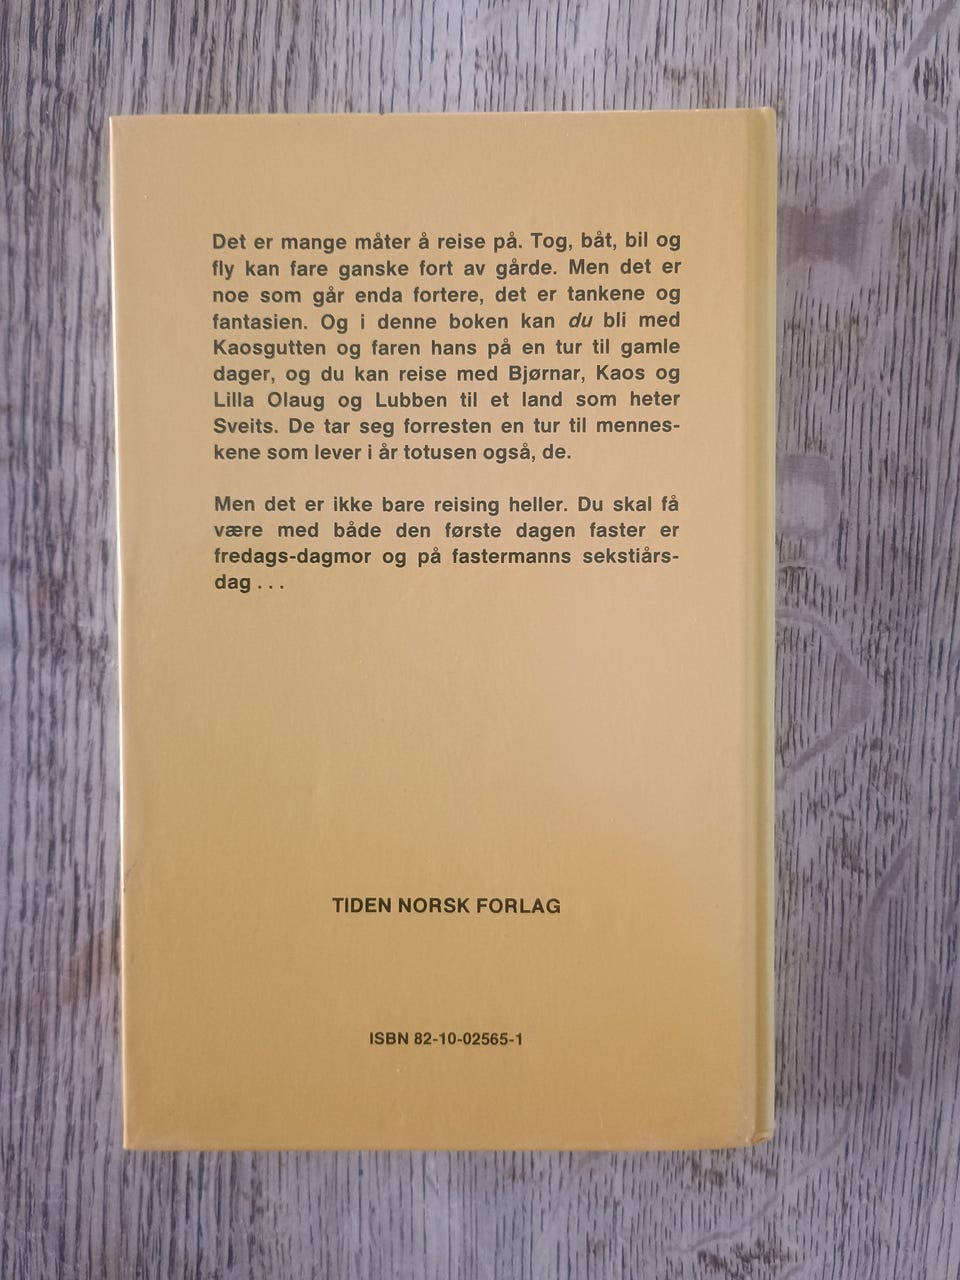 Det er mange måter å reise på. Tog, båt, bil og
fly kan fare ganske fort av gårde. Men det er
noe som går enda fortere, det er tankene og
fantasien. Og i denne boken kan du bli med
Kaosgutten og faren hans på en tur til gamle
dager, og du kan reise med Bjørnar, Kaos og
Lilla Olaug og Lubben til et land som heter
Sveits. De tar seg forresten en tur til mennes-
kene som lever i år totusen også, de.
Men det er ikke bare reising heller. Du skal få
være med både den første dagen faster er
fredags-dagmor og på fastermanns sekstiårs-
dag . . .
TIDEN NORSK FORLAG
ISBN 82-10-02565-1